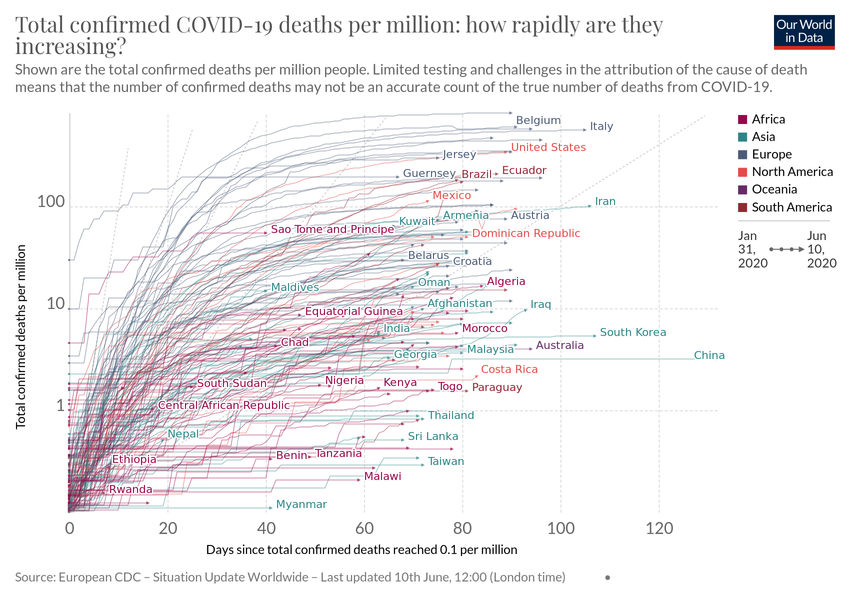 Total confirmed COVID-19 deaths per million: how rapidly are they
increasing?
Our World
in Data
Shown are the total confirmed deaths per million people. Limited testing and challenges in the attribution of the cause of death
means that the number of confirmed deaths may not be an accurate count of the true number of deaths from COVID-19.
Total confirmed deaths per million
100
10
1
Belgium
Italy
United States
Jersey
Guernsey
Brazil
Ecuador
Mexico
Iran
Kuwait
Armenia
Austria
Sao Tome and Principe
Dominican Republic
Belarus
Croatia
Maldives
Oman
Algeria
Afghanistan
Iraq
Equatorial Guinea
India
Morocco
South Korea
Chad
Georgia
Malaysia
Australia
China
Costa Rica
South Sudan
Nigeria
Kenya
Togo
Paraguay
Central African Republic
Thailand
Nepal
Sri Lanka
Ethiopia
Benin
Tanzania
Taiwan
Malawi
Rwanda
Myanmar
0
20
40
60
80
100
120
Days since total confirmed deaths reached 0.1 per million
Africa
Asia
Europe
North America
Oceania
South America
Jan
31,
2020
Jun
10,
2020
Source: European CDC – Situation Update Worldwide – Last updated 10th June, 12:00 (London time)